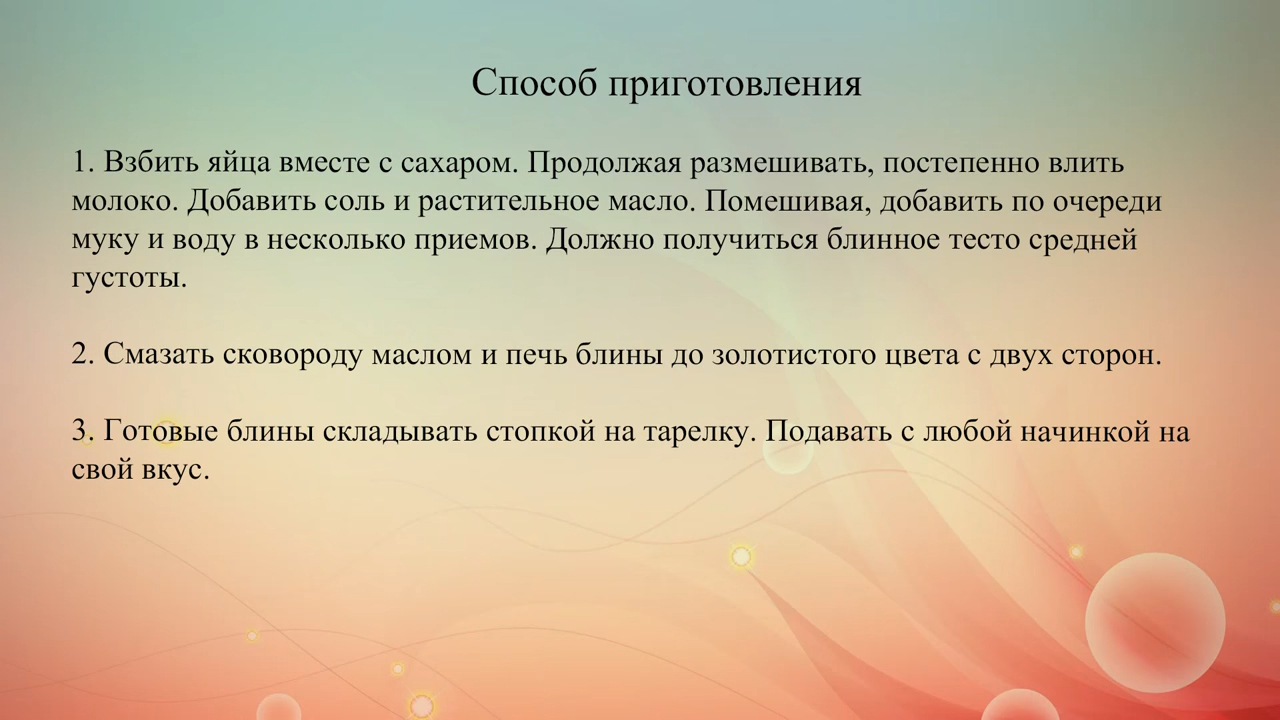 Способ приготовления
1. Взбить яйца вместе с сахаром. Продолжая размешивать, постепенно влить
молоко. Добавить соль и растительное масло. Помешивая, добавить по очереди
муку и воду в несколько приемов. Должно получиться блинное тесто средней
густоты.
2. Смазать сковороду маслом и печь блины до золотистого цвета с двух сторон.
3. Готовые блины складывать стопкой на тарелку. Подавать с любой начинкой на
свой вкус.